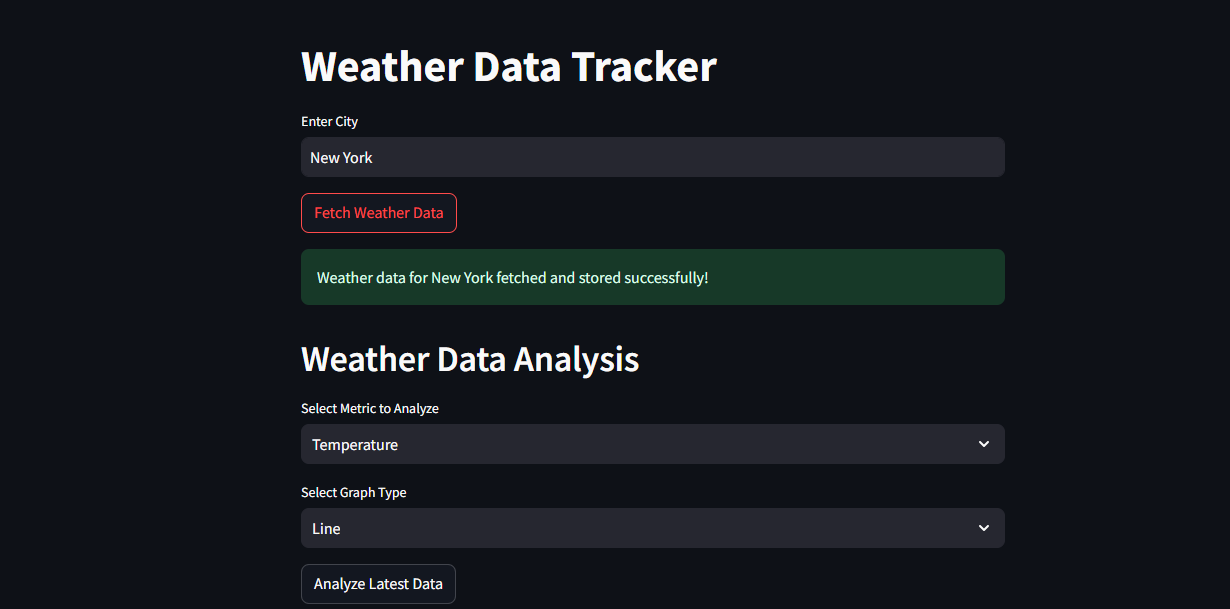 Weather Data Tracker
Enter City
New York
Fetch Weather Data
Weather data for New York fetched and stored successfully!
Weather Data Analysis
Select Metric to Analyze
Temperature
Select Graph Type
Line
Analyze Latest Data